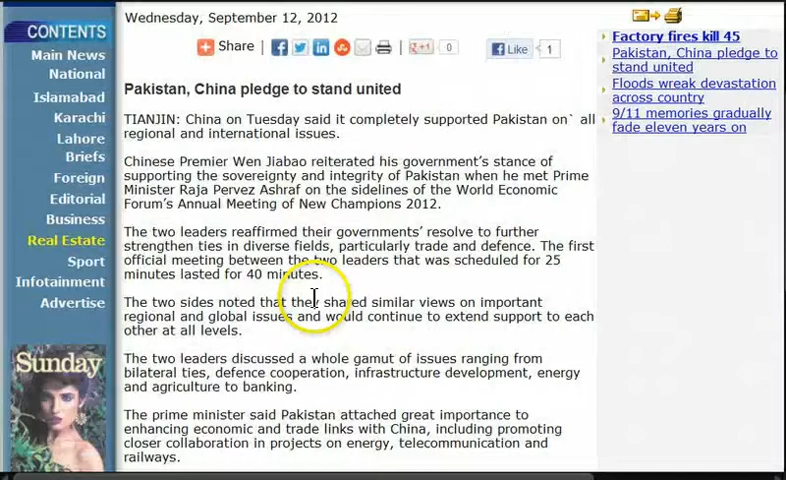 CONTENTS
Main News
National
Islamabad
Karachi
Lahore
Briefs
Foreign
Editorial
Business
Real Estate
Sport
Infotainment
Advertise
Sunday
Wednesday, September 12, 2012
Share
+1
0
Like
1
Pakistan, China pledge to stand united
TIANJIN: China on Tuesday said it completely supported Pakistan on` all
regional and international issues.
Chinese Premier Wen Jiabao reiterated his government's stance of
supporting the sovereignty and integrity of Pakistan when he met Prime
Minister Raja Pervez Ashraf on the sidelines of the World Economic
Forum's Annual Meeting of New Champions 2012.
The two leaders reaffirmed their governments' resolve to further
strengthen ties in diverse fields, particularly trade and defence. The first
official meeting between the two leaders that was scheduled for 25
minutes lasted for 40 minutes.
The two sides noted that they shared similar views on important
regional and global issues and would continue to extend support to each
other at all levels.
The two leaders discussed a whole gamut of issues ranging from
bilateral ties, defence cooperation, infrastructure development, energy
and agriculture to banking.
The prime minister said Pakistan attached great importance to
enhancing economic and trade links with China, including promoting
closer collaboration in projects on energy, telecommunication and
railways.
Factory fires kill 45
Pakistan, China pledge to
stand united
Floods wreak devastation
across country
9/11 memories gradually
fade eleven years on